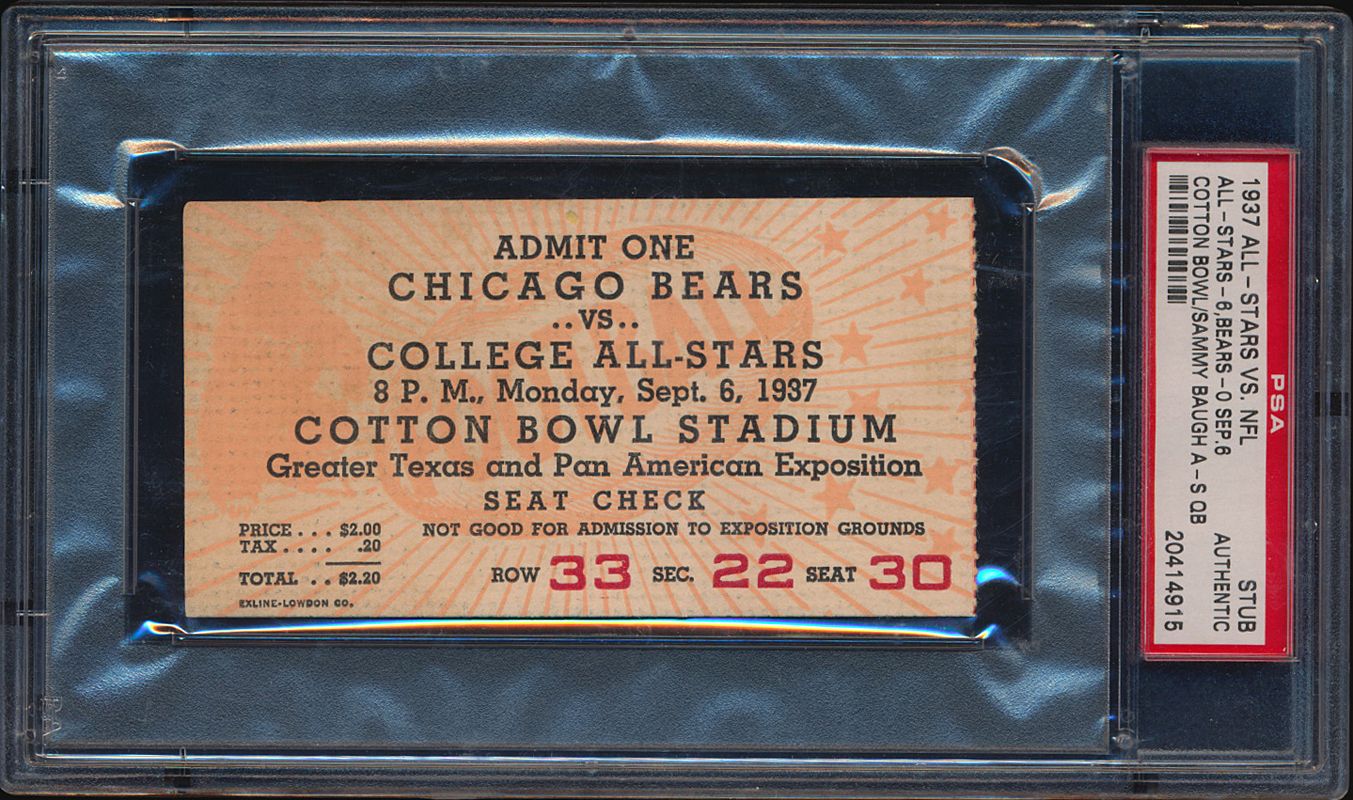 ADMIT ONE
CHICAGO BEARS
..VS..
COLLEGE ALL-STARS
8 P. M., Monday, Sept. 6, 1937
COTTON BOWL STADIUM
Greater Texas and Pan American Exposition
SEAT CHECK
NOT GOOD FOR ADMISSION TO EXPOSITION GROUNDS
PRICE . . . $2.00
TAX . . . . .20
TOTAL . . $2.20
ROW 33 SEC. 22 SEAT 30
EXLINE-LOWDON CO.
PSA
1937 ALL-STARS VS. NFL STUB
ALL-STARS-6,BEARS-0 SEP.6 AUTHENTIC
COTTON BOWL/SAMMY BAUGH A-S QB 20414915